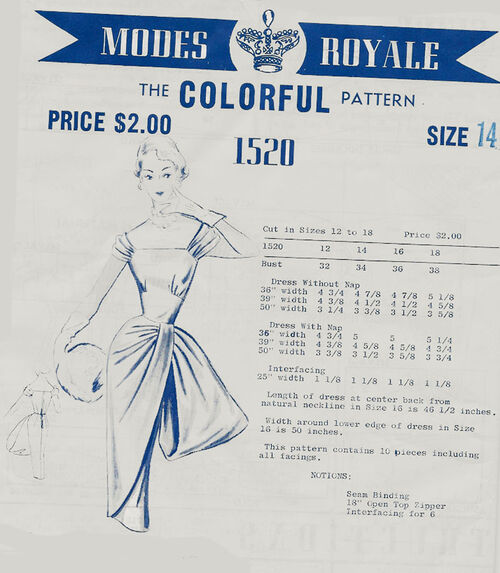 MODES ROYALE
THE COLORFUL PATTERN
PRICE $2.00
SIZE 14
1520
Cut in Sizes 12 to 18 Price $2.00
1520 12 14 16 18
Bust 32 34 36 38
Dress Without Nap
36" width 4 3/4 4 7/8 4 7/8 5 1/8
39" width 4 3/8 4 1/2 4 1/2 4 5/8
50" width 3 1/4 3 3/8 3 1/2 3 5/8
Dress With Nap
36" width 4 3/4 5 5 5 1/4
39" width 4 3/8 4 5/8 4 5/8 4 3/4
50" width 3 3/8 3 1/2 3 5/8 3 3/4
Interfacing
25" width 1 1/8 1 1/8 1 1/8 1 1/8
Length of dress at center back from
natural neckline in Size 16 is 46 1/2 inches.
Width around lower edge of dress in Size
16 is 50 inches.
This pattern contains 10 pieces including
all facings.
NOTIONS:
Seam Binding
18" Open Top Zipper
Interfacing for 6